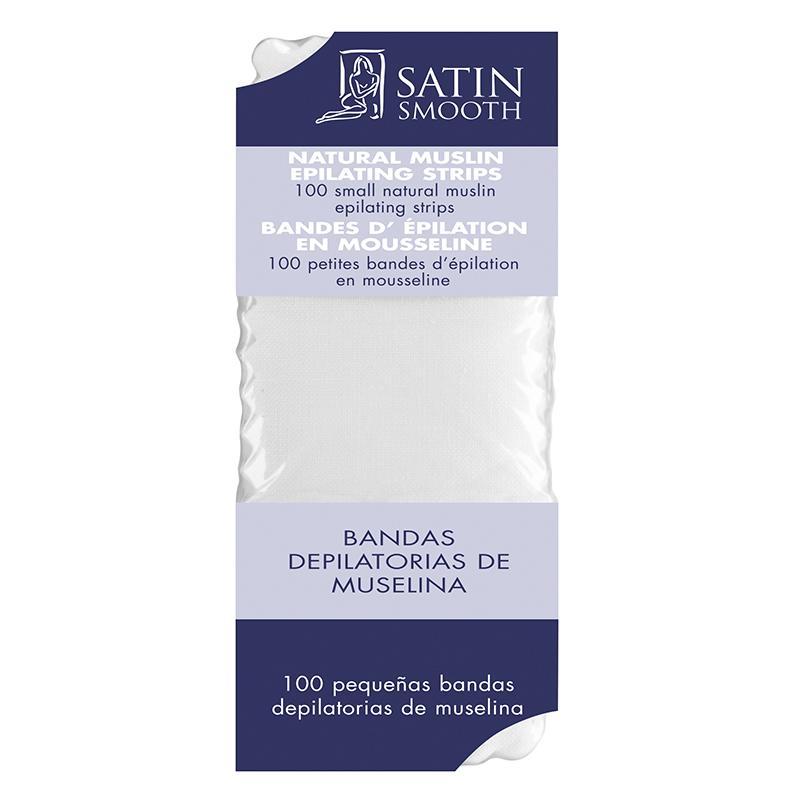 SATIN
SMOOTH
NATURAL MUSLIN
EPILATING STRIPS
100 small natural muslin
epilating strips
BANDES D' ÉPILATION
EN MOUSSELINE
100 petites bandes d'épilation
en mousseline
BANDAS
DEPILATORIAS DE
MUSELINA
100 pequeñas bandas
depilatorias de muselina